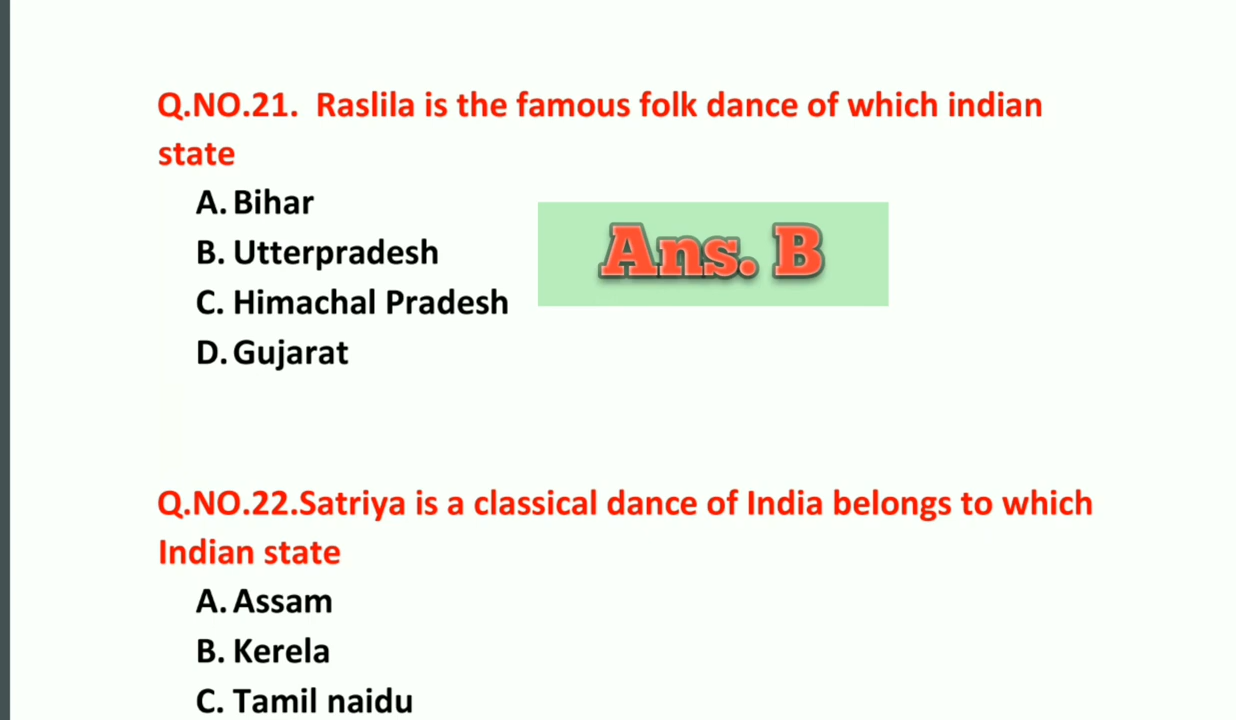 Q.NO.21. Raslila is the famous folk dance of which indian
state
A. Bihar
B. Utterpradesh
C. Himachal Pradesh
D. Gujarat
Ans. B
Q.NO.22.Satriya is a classical dance of India belongs to which
Indian state
A. Assam
B. Kerela
C. Tamil naidu